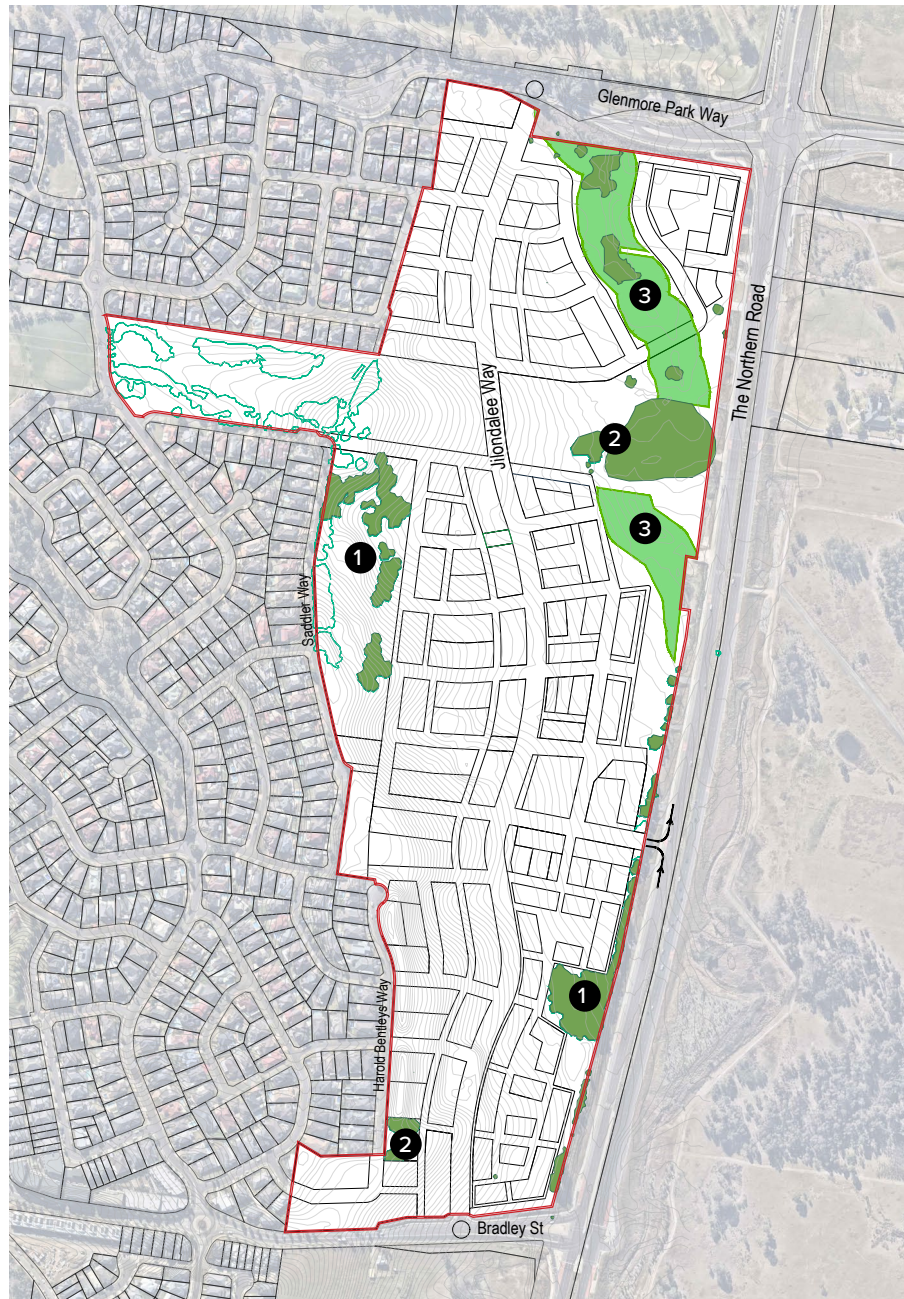 Glenmore Park Way
3
The Northern Road
Jilondalee Way
2
3
1
Saddler Way
1
Harold Bentleys Way
2
Bradley St